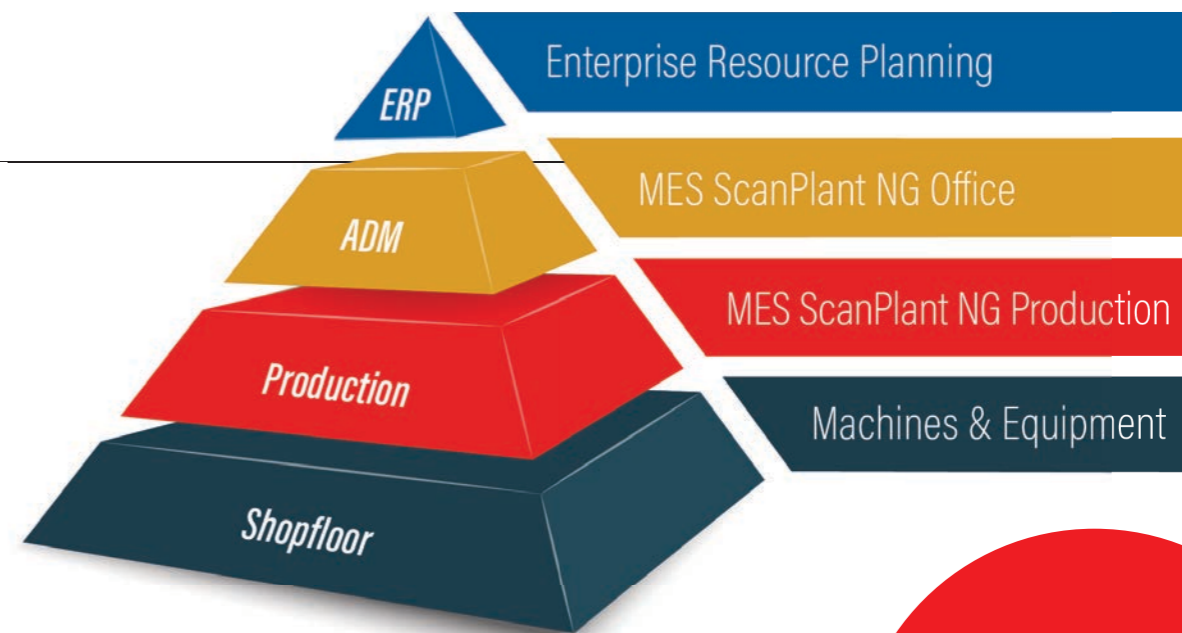 ERP
Enterprise Resource Planning
ADM
MES ScanPlant NG Office
Production
MES ScanPlant NG Production
Shopfloor
Machines & Equipment